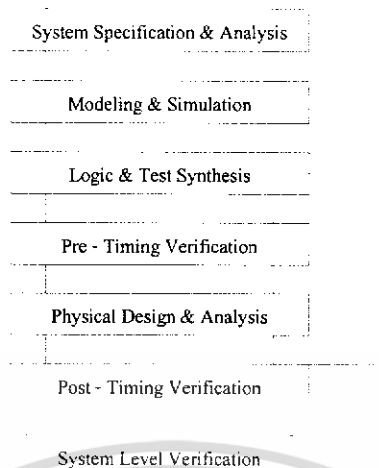 System Specification & Analysis
Modeling & Simulation
Logic & Test Synthesis
Pre - Timing Verification
Physical Design & Analysis
Post - Timing Verification
System Level Verification